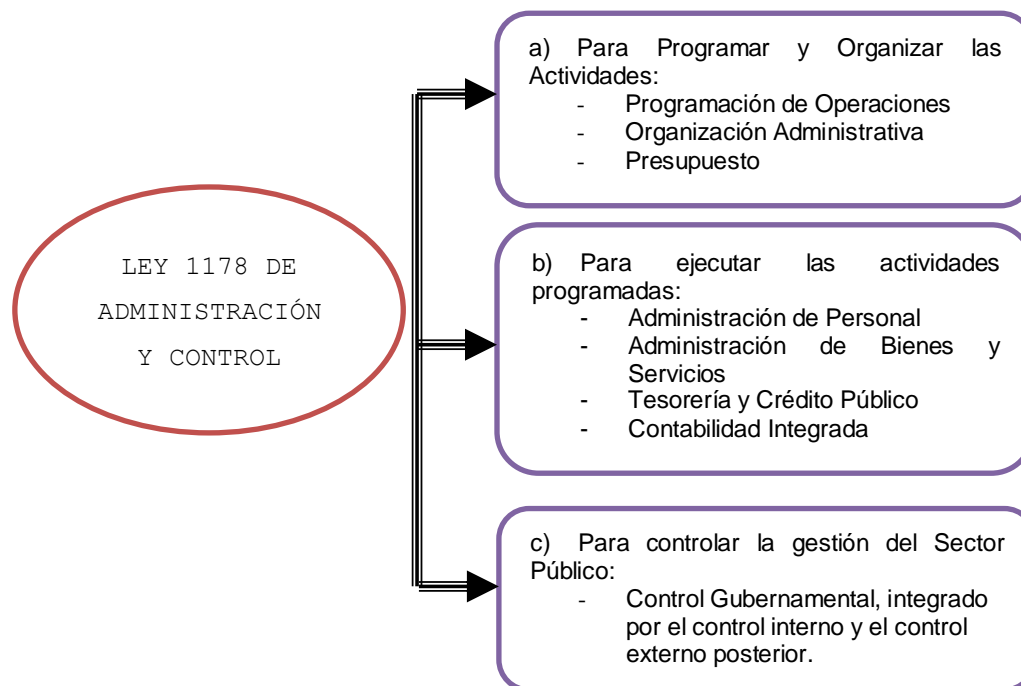 LEY 1178 DE
ADMINISTRACIÓN
Y CONTROL
a) Para Programar y Organizar las
Actividades:
- Programación de Operaciones
- Organización Administrativa
- Presupuesto
b) Para ejecutar las actividades
programadas:
- Administración de Personal
- Administración de Bienes y
Servicios
- Tesorería y Crédito Público
- Contabilidad Integrada
c) Para controlar la gestión del Sector
Público:
- Control Gubernamental, integrado
por el control interno y el control
externo posterior.